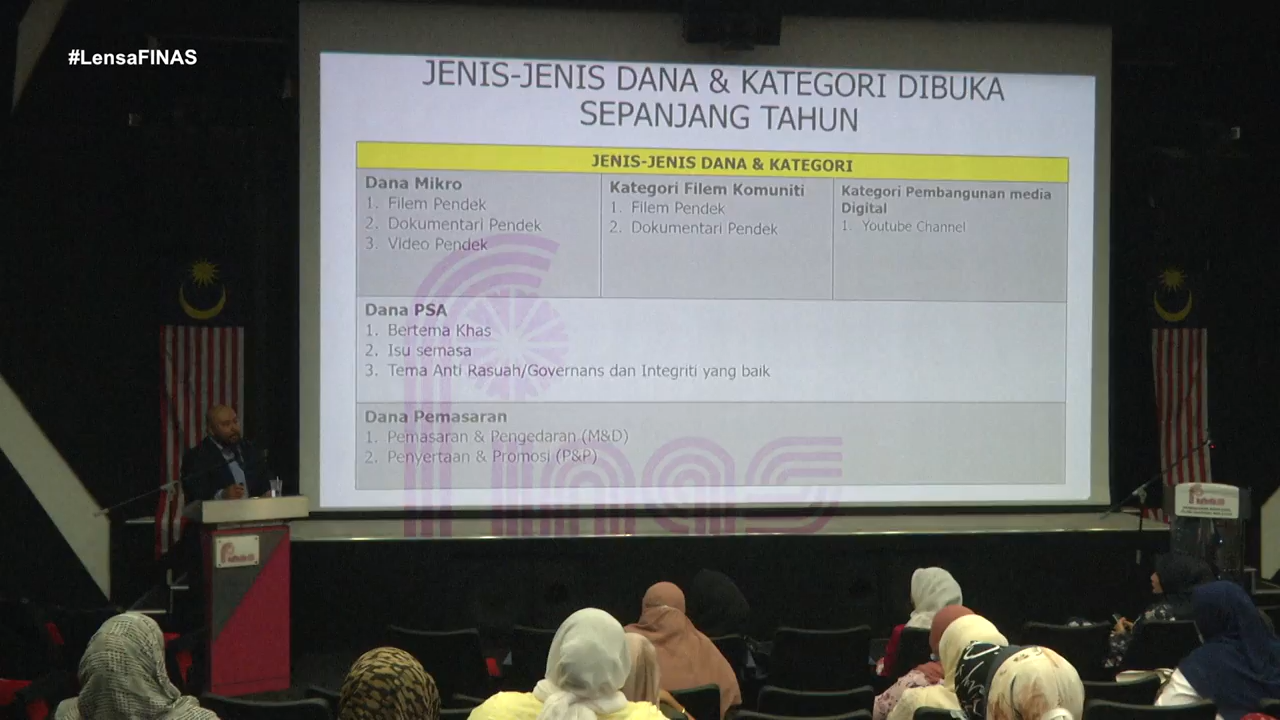 #LensaFINAS
JENIS-JENIS DANA & KATEGORI DIBUKA
SEPANJANG TAHUN
JENIS-JENIS DANA & KATEGORI
Dana Mikro
1. Filem Pendek
2. Dokumentari Pendek
3. Video Pendek
Kategori Filem Komuniti
1. Filem Pendek
2. Dokumentari Pendek
Kategori Pembangunan media
Digital
1. Youtube Channel
Dana PSA
1. Bertema Khas
2. Isu semasa
3. Tema Anti Rasuah/Governans dan Integriti yang baik
Dana Pemasaran
1. Pemasaran & Pengedaran (M&D)
2. Penyertaan & Promosi (P&P)
finas